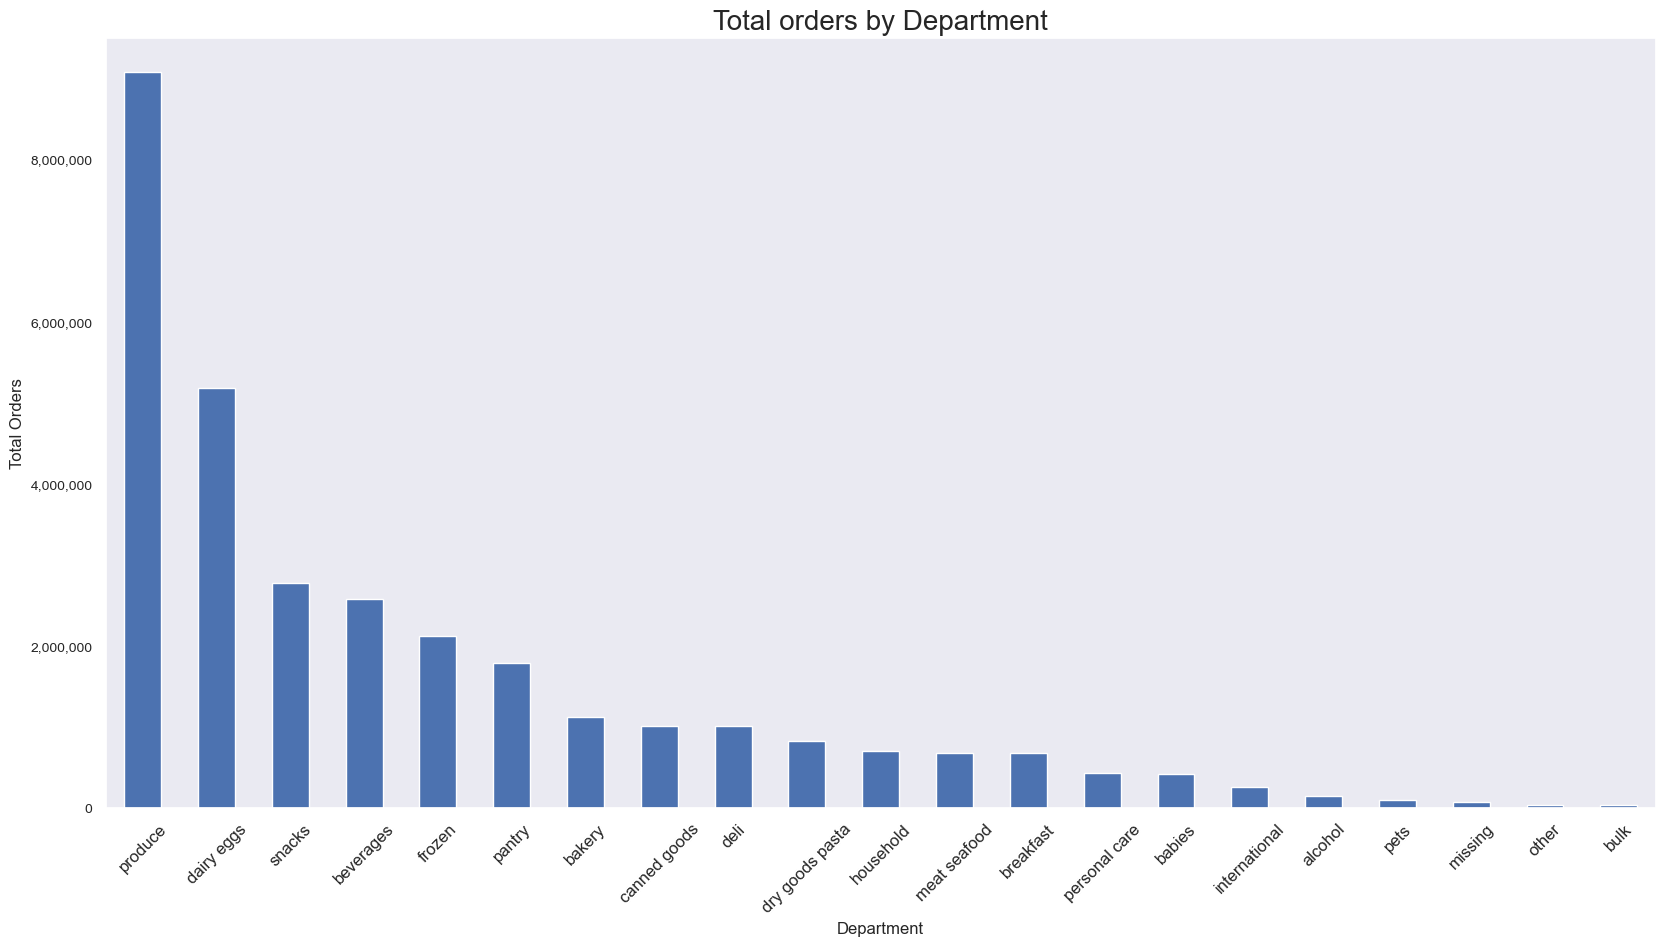 Total orders by Department
8,000,000
6,000,000
4,000,000
2,000,000
0
Total Orders
produce
dairy eggs
snacks
beverages
frozen
pantry
bakery
canned goods
deli
dry goods pasta
household
meat seafood
breakfast
personal care
babies
international
alcohol
pets
missing
other
bulk
Department